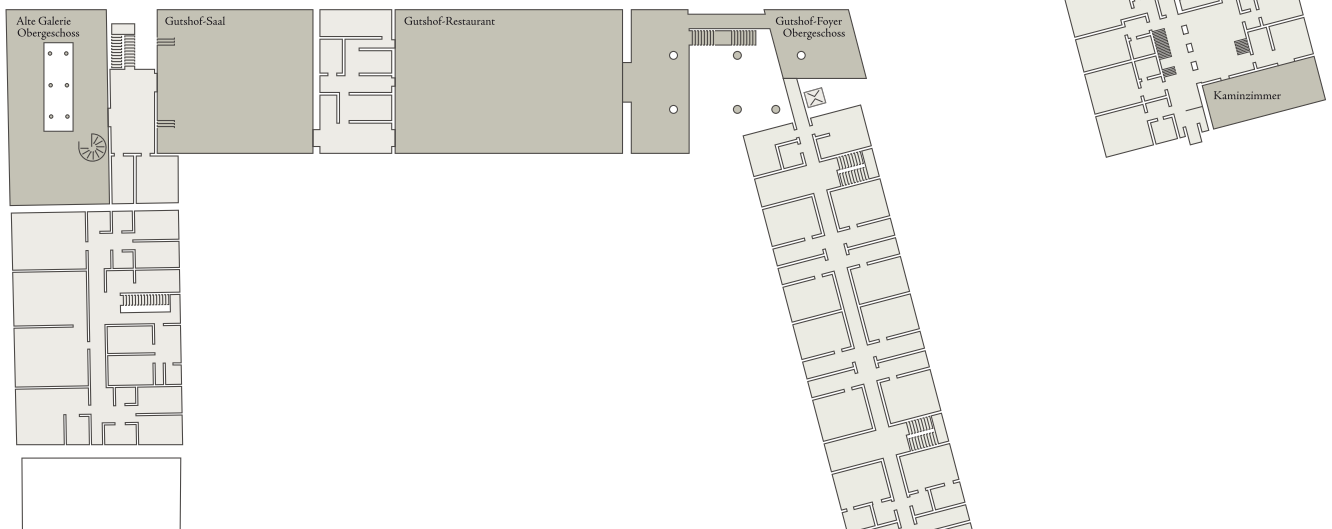 Alte Galerie
Obergeschoss
Gutshof-Saal
Gutshof-Restaurant
Gutshof-Foyer
Obergeschoss
Kaminzimmer